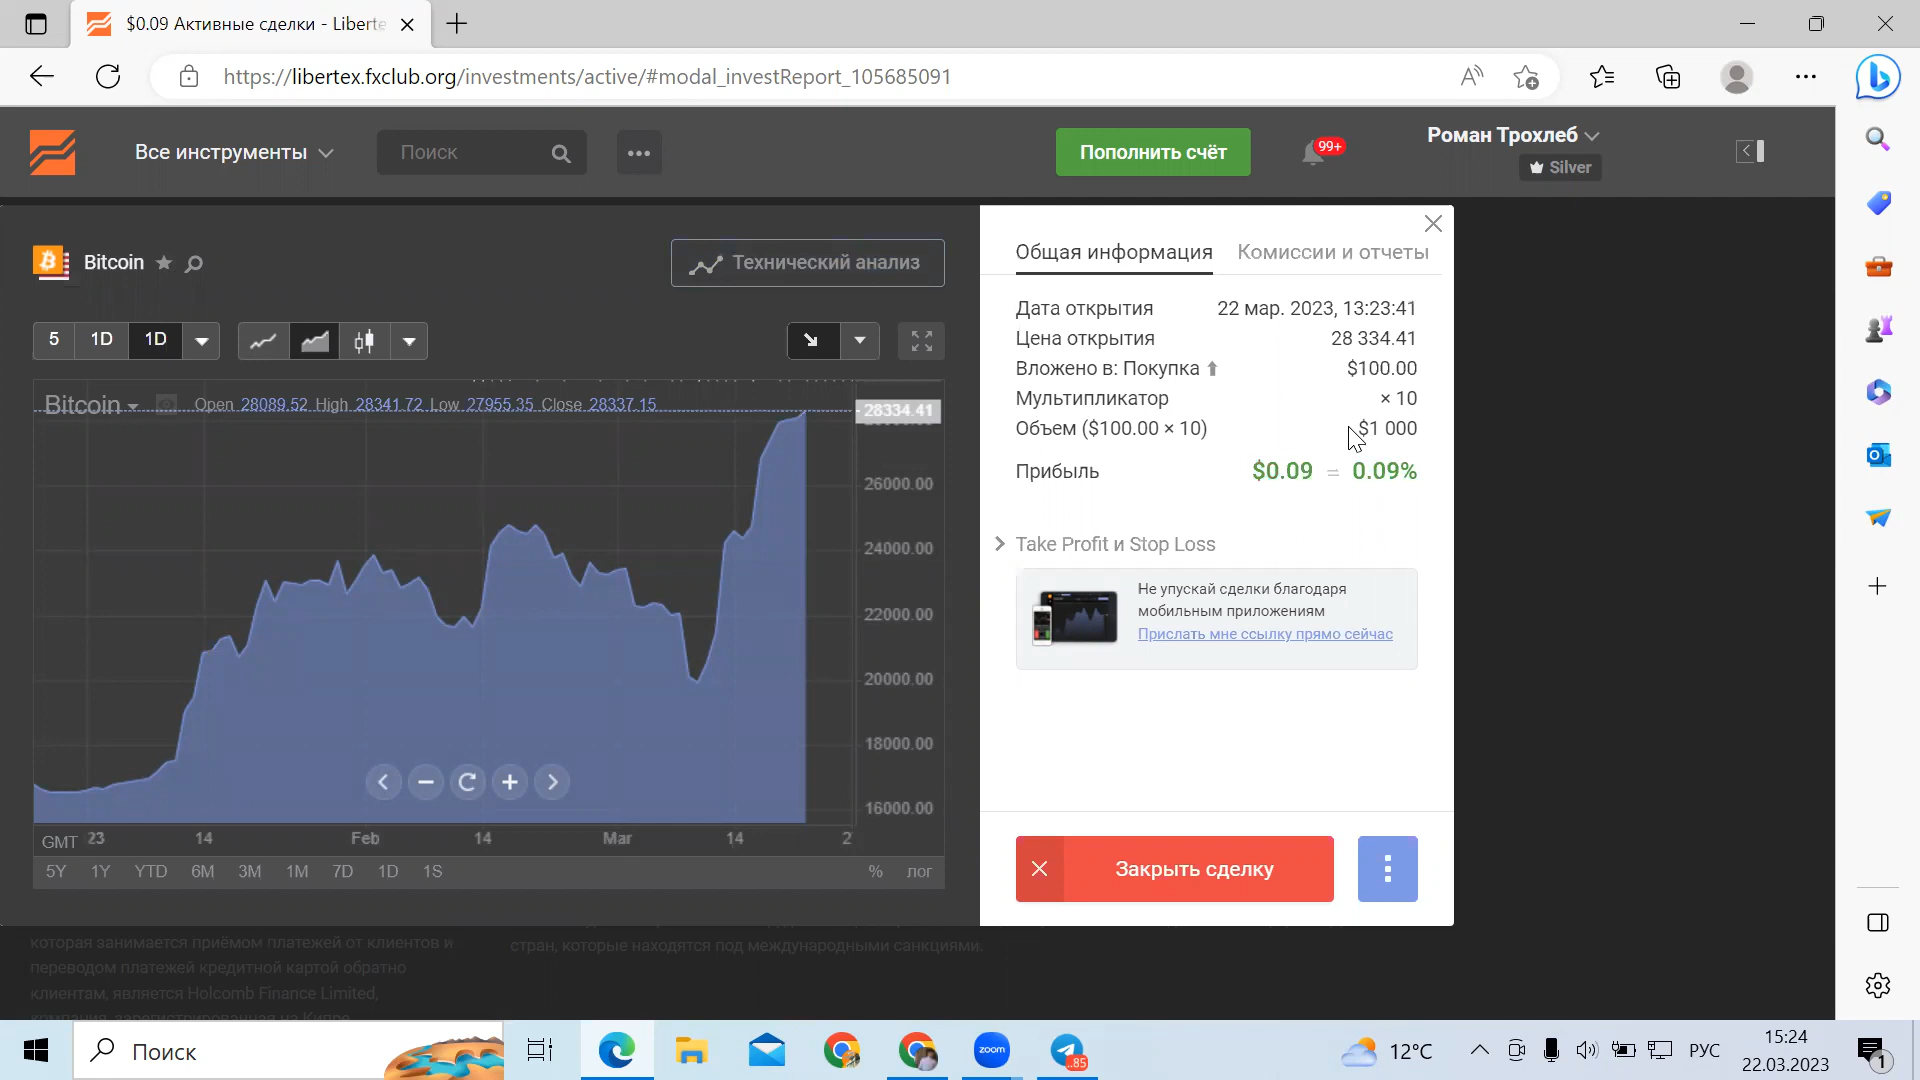 $0.09 Активные сделки - Liberte
https://libertex.fxclub.org/investments/active/#modal_investReport_105685091
Все инструменты
Поиск
Пополнить счёт
99+
Роман Трохлеб
Silver
Bitcoin
Технический анализ
5 1D 1D
Bitcoin Open 28089.52 High 28341.72 Low 27955.35 Close 28337.15
28334.41
26000.00
24000.00
22000.00
20000.00
18000.00
16000.00
GMT 23 14 Feb 14 Mar 14 2
5Y 1Y YTD 6M 3M 1M 7D 1D 1S % лог
Общая информация Комиссии и отчеты
Дата открытия 22 мар. 2023, 13:23:41
Цена открытия 28 334.41
Вложено в: Покупка $100.00
Мультипликатор × 10
Объем ($100.00 × 10) $1 000
Прибыль $0.09 = 0.09%
Take Profit и Stop Loss
Не упускай сделки благодаря
мобильным приложениям
Прислать мне ссылку прямо сейчас
Закрыть сделку
которая занимается приёмом платежей от клиентов и
переводом платежей кредитной картой обратно
клиентам, является Holcomb Finance Limited,
компания, зарегистрированная на Кипре
стран, которые находятся под международными санкциями.
Поиск
zoom
85
12°C
РУС
15:24
22.03.2023
1